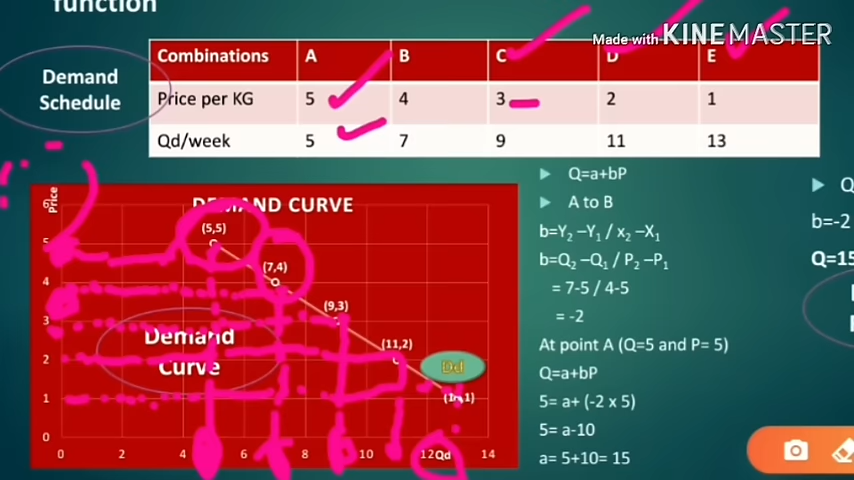 function
Made with KINEMASTER
Demand
Schedule
Combinations A B C D E
Price per KG 5 4 3 2 1
Qd/week 5 7 9 11 13
DEMAND CURVE
Price
6
5
4
3
2
1
0
0 2 4 6 8 10 12 14
Qd
(5,5)
(7,4)
(9,3)
(11,2)
Dd
Demand
Curve
Q=a+bP
A to B
b=Y₂ –Y₁ / x₂ –X₁
b=Q₂ –Q₁ / P₂ –P₁
= 7-5 / 4-5
= -2
At point A (Q=5 and P= 5)
Q=a+bP
5= a+ (-2 x 5)
5= a-10
a= 5+10= 15
Q
b=-2
Q=15